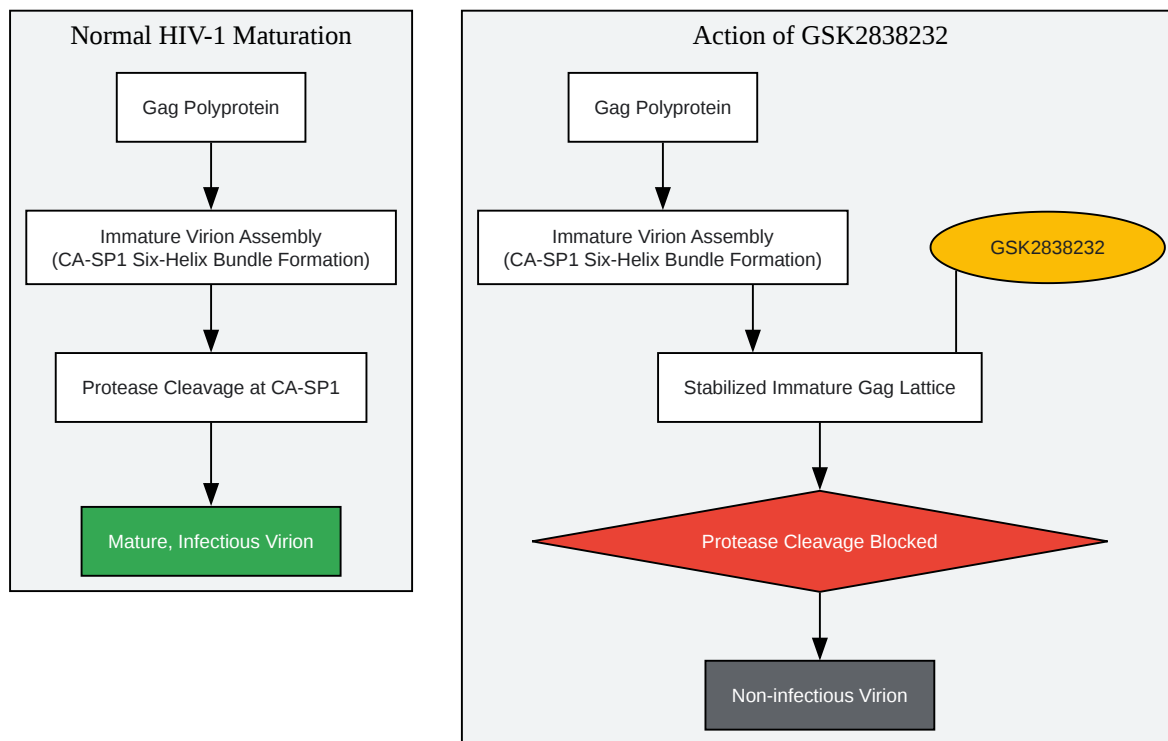 Normal HIV-1 Maturation
Gag Polyprotein
Immature Virion Assembly
(CA-SP1 Six-Helix Bundle Formation)
Protease Cleavage at CA-SP1
Mature, Infectious Virion
Action of GSK2838232
Gag Polyprotein
Immature Virion Assembly
(CA-SP1 Six-Helix Bundle Formation)
GSK2838232
Stabilized Immature Gag Lattice
Protease Cleavage Blocked
Non-infectious Virion